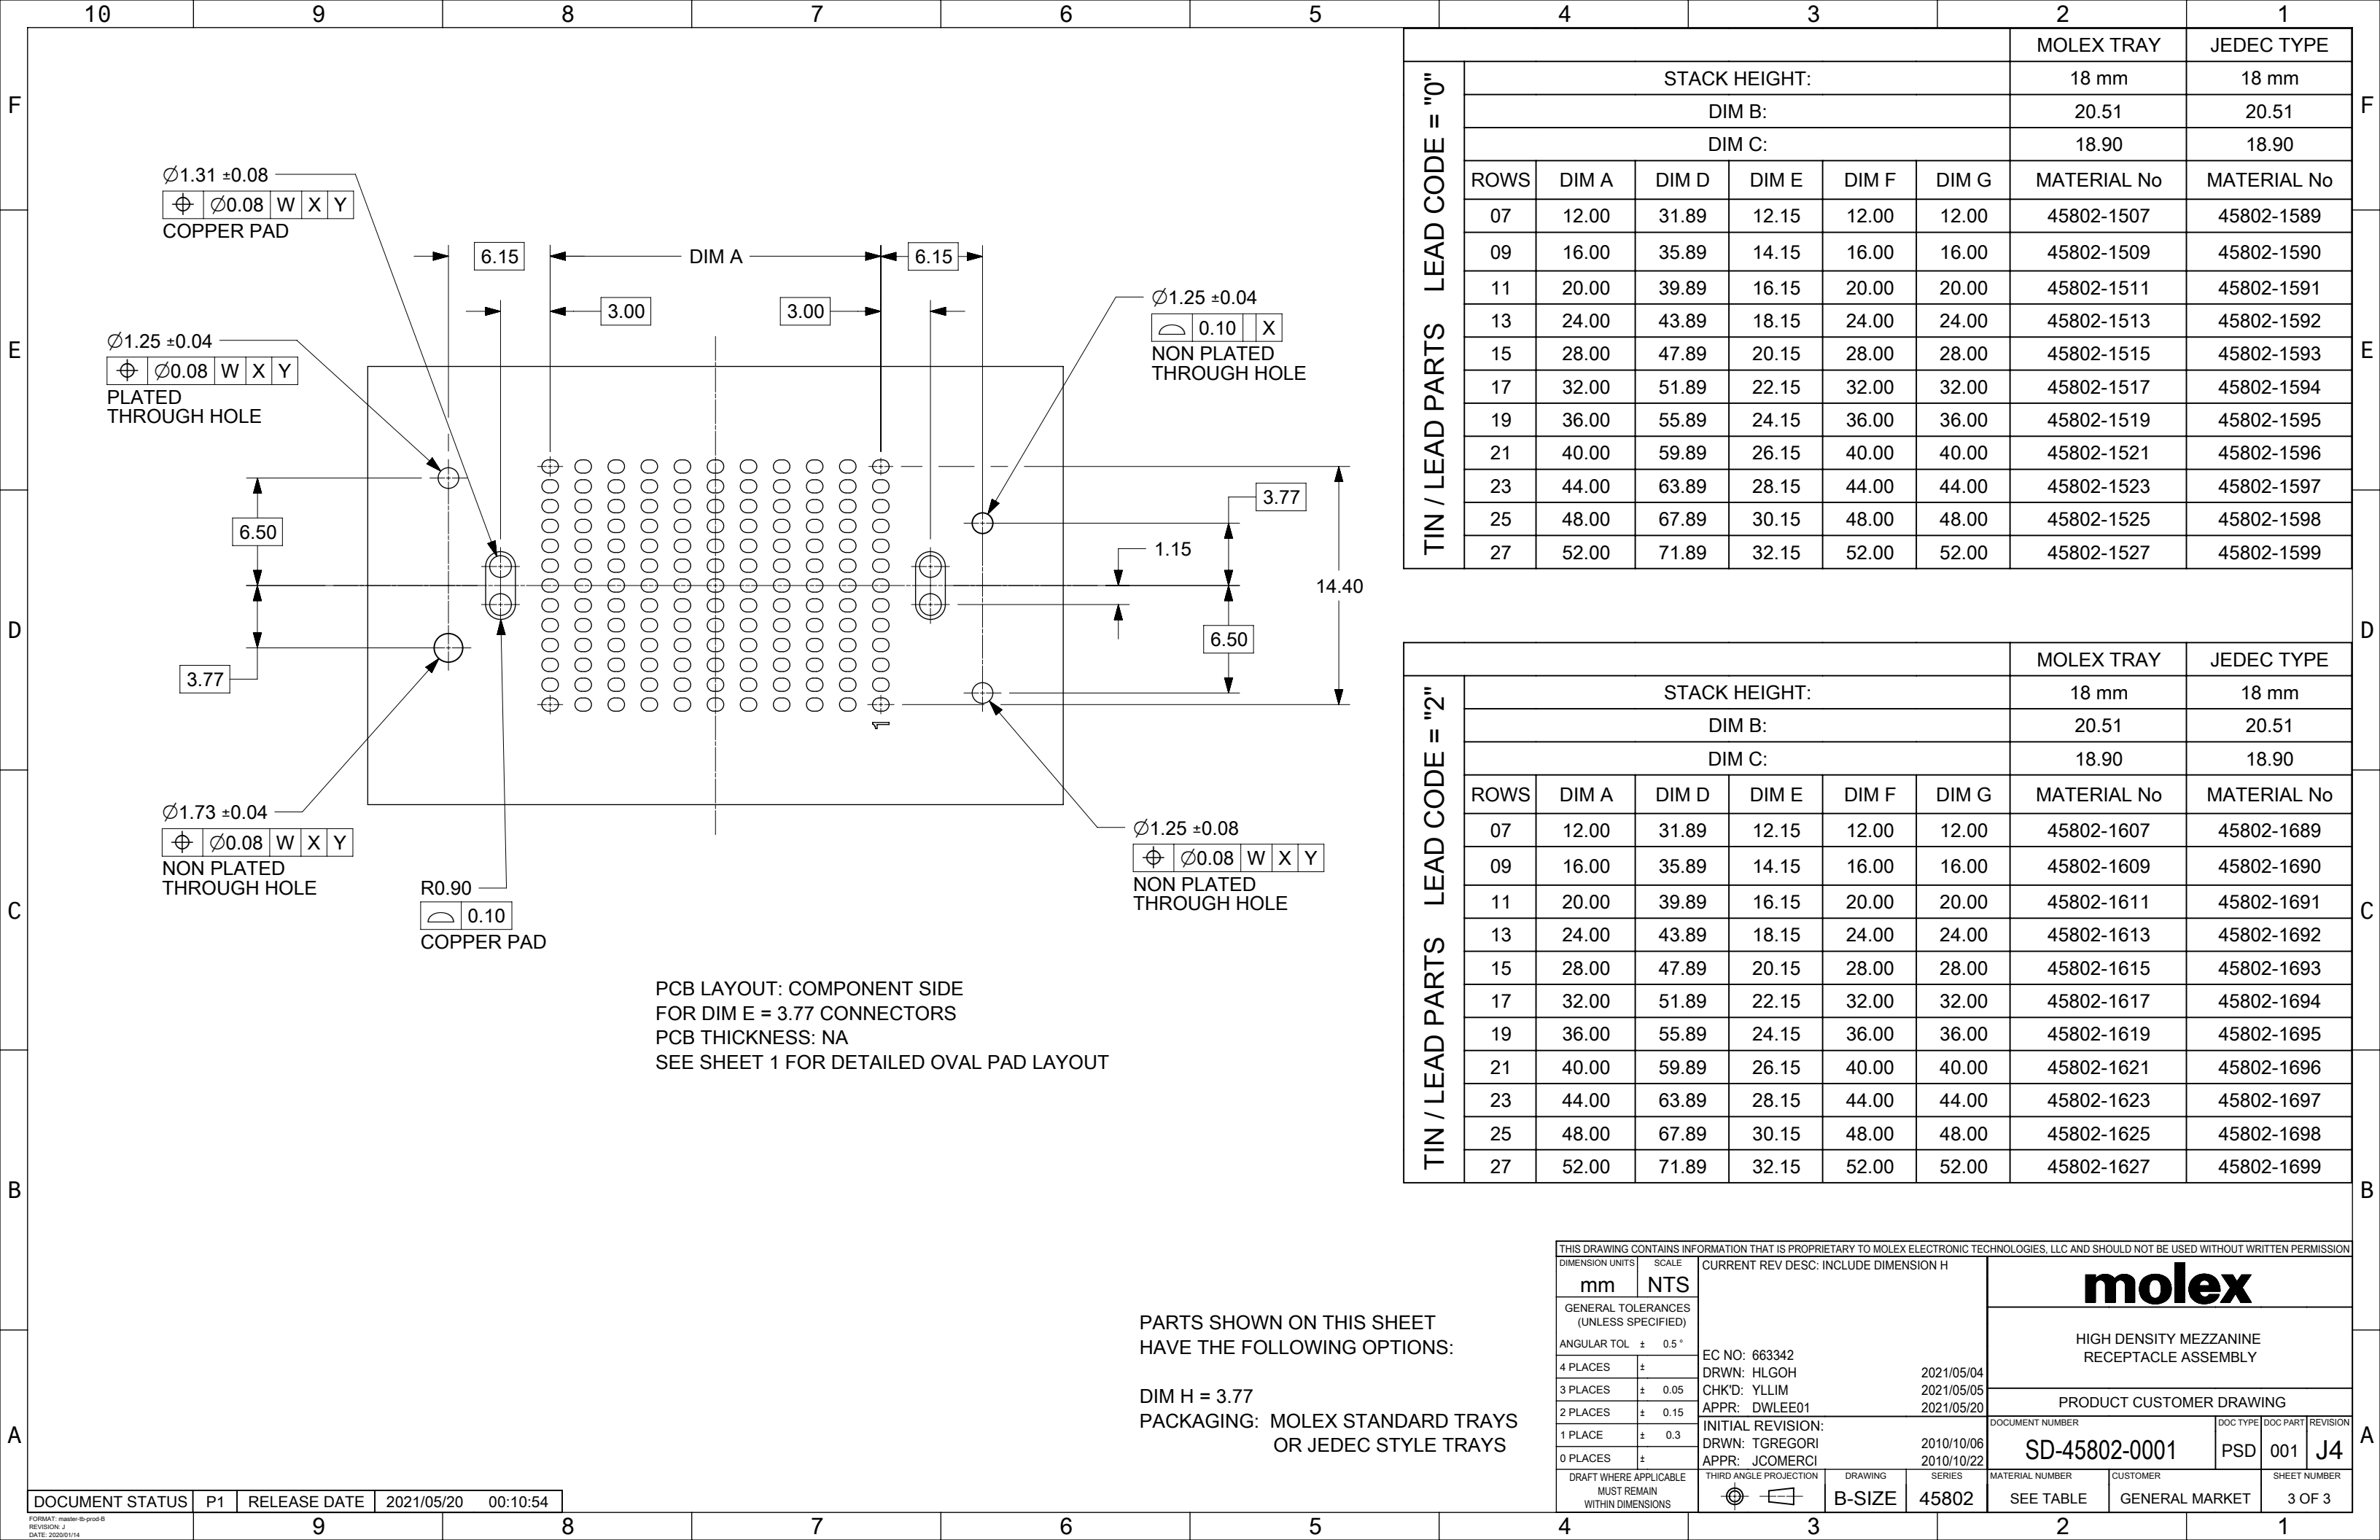 10 9 8 7 6 5 4 3 2 1
F
E
D
C
B
A
∅1.31 ±0.08
⌖ ∅0.08 W X Y
COPPER PAD
6.15
DIM A
6.15
3.00
3.00
∅1.25 ±0.04
⌓ 0.10 X
NON PLATED
THROUGH HOLE
∅1.25 ±0.04
⌖ ∅0.08 W X Y
PLATED
THROUGH HOLE
6.50
3.77
3.77
1.15
14.40
6.50
1
∅1.73 ±0.04
⌖ ∅0.08 W X Y
NON PLATED
THROUGH HOLE
R0.90
⌓ 0.10
COPPER PAD
∅1.25 ±0.08
⌖ ∅0.08 W X Y
NON PLATED
THROUGH HOLE
PCB LAYOUT: COMPONENT SIDE
FOR DIM E = 3.77 CONNECTORS
PCB THICKNESS: NA
SEE SHEET 1 FOR DETAILED OVAL PAD LAYOUT
TIN / LEAD PARTS LEAD CODE = "0"
MOLEX TRAY JEDEC TYPE
STACK HEIGHT: 18 mm 18 mm
DIM B: 20.51 20.51
DIM C: 18.90 18.90
ROWS DIM A DIM D DIM E DIM F DIM G MATERIAL No MATERIAL No
07 12.00 31.89 12.15 12.00 12.00 45802-1507 45802-1589
09 16.00 35.89 14.15 16.00 16.00 45802-1509 45802-1590
11 20.00 39.89 16.15 20.00 20.00 45802-1511 45802-1591
13 24.00 43.89 18.15 24.00 24.00 45802-1513 45802-1592
15 28.00 47.89 20.15 28.00 28.00 45802-1515 45802-1593
17 32.00 51.89 22.15 32.00 32.00 45802-1517 45802-1594
19 36.00 55.89 24.15 36.00 36.00 45802-1519 45802-1595
21 40.00 59.89 26.15 40.00 40.00 45802-1521 45802-1596
23 44.00 63.89 28.15 44.00 44.00 45802-1523 45802-1597
25 48.00 67.89 30.15 48.00 48.00 45802-1525 45802-1598
27 52.00 71.89 32.15 52.00 52.00 45802-1527 45802-1599
TIN / LEAD PARTS LEAD CODE = "2"
MOLEX TRAY JEDEC TYPE
STACK HEIGHT: 18 mm 18 mm
DIM B: 20.51 20.51
DIM C: 18.90 18.90
ROWS DIM A DIM D DIM E DIM F DIM G MATERIAL No MATERIAL No
07 12.00 31.89 12.15 12.00 12.00 45802-1607 45802-1689
09 16.00 35.89 14.15 16.00 16.00 45802-1609 45802-1690
11 20.00 39.89 16.15 20.00 20.00 45802-1611 45802-1691
13 24.00 43.89 18.15 24.00 24.00 45802-1613 45802-1692
15 28.00 47.89 20.15 28.00 28.00 45802-1615 45802-1693
17 32.00 51.89 22.15 32.00 32.00 45802-1617 45802-1694
19 36.00 55.89 24.15 36.00 36.00 45802-1619 45802-1695
21 40.00 59.89 26.15 40.00 40.00 45802-1621 45802-1696
23 44.00 63.89 28.15 44.00 44.00 45802-1623 45802-1697
25 48.00 67.89 30.15 48.00 48.00 45802-1625 45802-1698
27 52.00 71.89 32.15 52.00 52.00 45802-1627 45802-1699
PARTS SHOWN ON THIS SHEET
HAVE THE FOLLOWING OPTIONS:
DIM H = 3.77
PACKAGING: MOLEX STANDARD TRAYS
OR JEDEC STYLE TRAYS
THIS DRAWING CONTAINS INFORMATION THAT IS PROPRIETARY TO MOLEX ELECTRONIC TECHNOLOGIES, LLC AND SHOULD NOT BE USED WITHOUT WRITTEN PERMISSION
DIMENSION UNITS SCALE
mm NTS
GENERAL TOLERANCES
(UNLESS SPECIFIED)
ANGULAR TOL ± 0.5 °
4 PLACES ±
3 PLACES ± 0.05
2 PLACES ± 0.15
1 PLACE ± 0.3
0 PLACES ±
DRAFT WHERE APPLICABLE
MUST REMAIN
WITHIN DIMENSIONS
CURRENT REV DESC: INCLUDE DIMENSION H
EC NO: 663342
DRWN: HLGOH 2021/05/04
CHK'D: YLLIM 2021/05/05
APPR: DWLEE01 2021/05/20
INITIAL REVISION:
DRWN: TGREGORI 2010/10/06
APPR: JCOMERCI 2010/10/22
THIRD ANGLE PROJECTION DRAWING SERIES
B-SIZE 45802
molex
HIGH DENSITY MEZZANINE
RECEPTACLE ASSEMBLY
PRODUCT CUSTOMER DRAWING
DOCUMENT NUMBER DOC TYPE DOC PART REVISION
SD-45802-0001 PSD 001 J4
MATERIAL NUMBER CUSTOMER SHEET NUMBER
SEE TABLE GENERAL MARKET 3 OF 3
DOCUMENT STATUS P1 RELEASE DATE 2021/05/20 00:10:54
FORMAT: master-tb-prod-B
REVISION: J
DATE: 2020/01/14
9 8 7 6 5 4 3 2 1
F
E
D
C
B
A